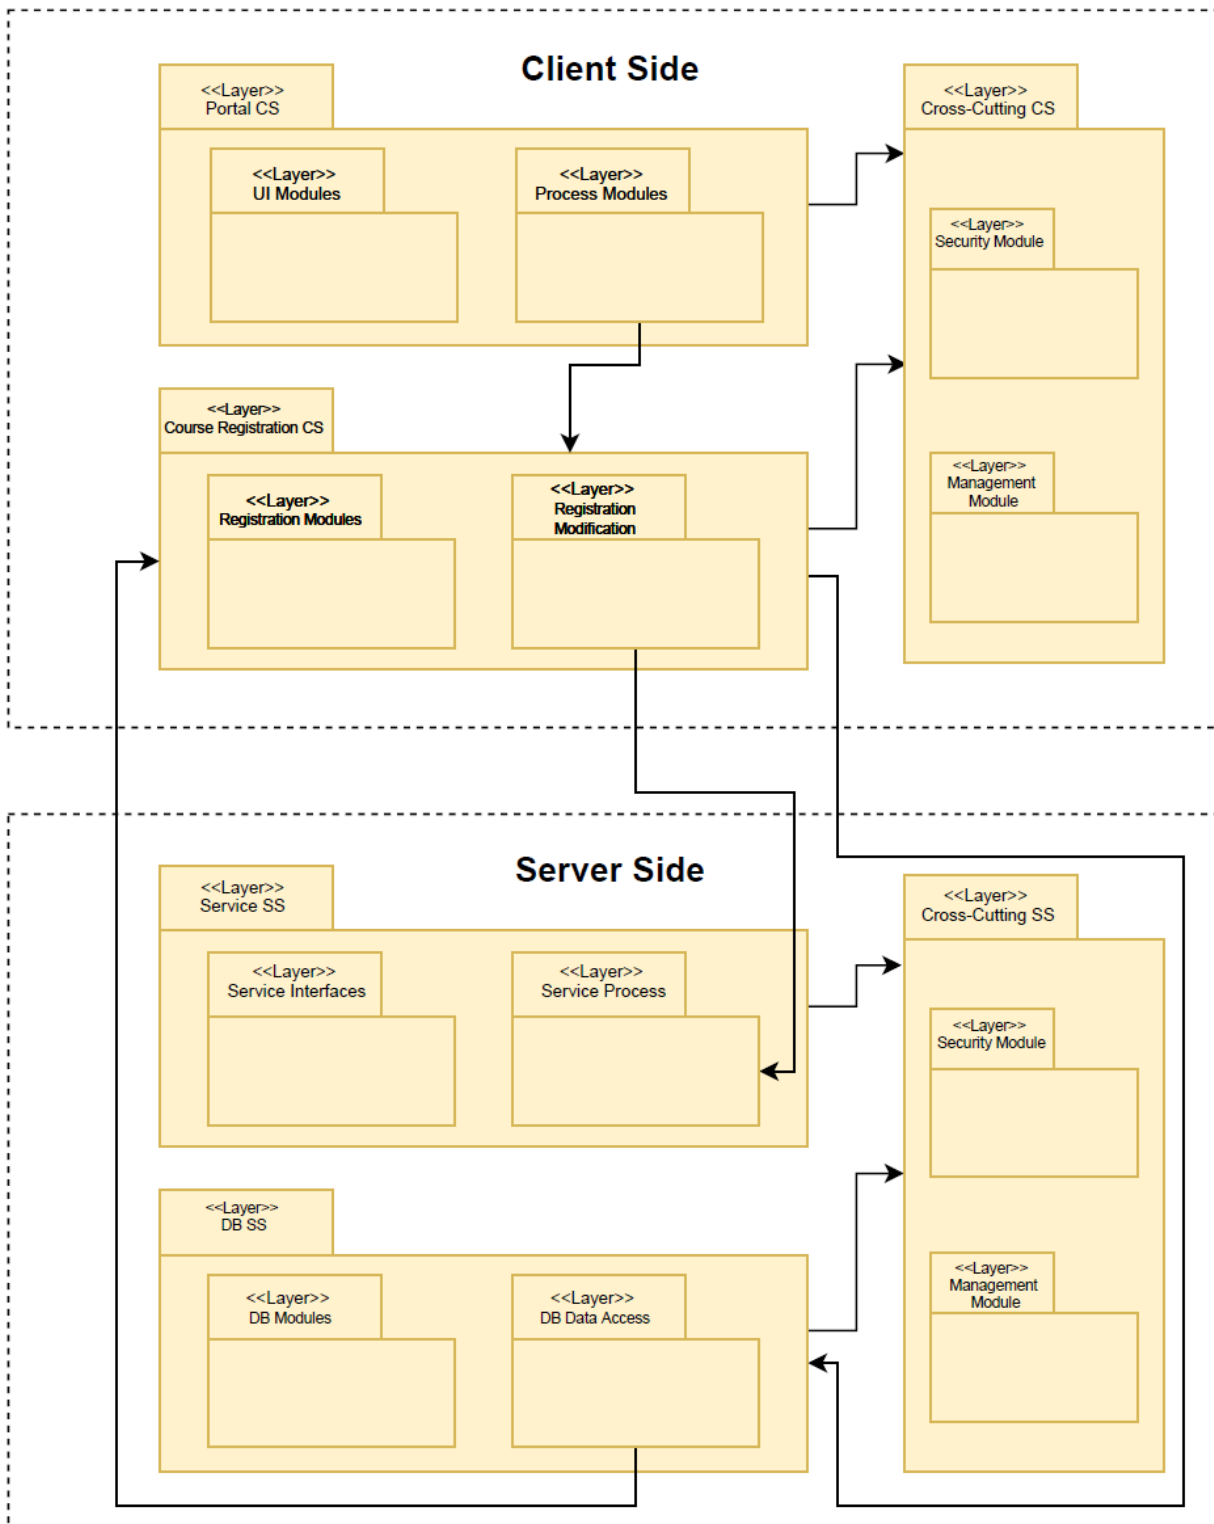 Client Side
<<Layer>>
Portal CS
<<Layer>>
UI Modules
<<Layer>>
Process Modules
<<Layer>>
Cross-Cutting CS
<<Layer>>
Security Module
<<Layer>>
Management
Module
<<Layer>>
Course Registration CS
<<Layer>>
Registration Modules
<<Layer>>
Registration
Modification
Server Side
<<Layer>>
Service SS
<<Layer>>
Service Interfaces
<<Layer>>
Service Process
<<Layer>>
Cross-Cutting SS
<<Layer>>
Security Module
<<Layer>>
Management
Module
<<Layer>>
DB SS
<<Layer>>
DB Modules
<<Layer>>
DB Data Access